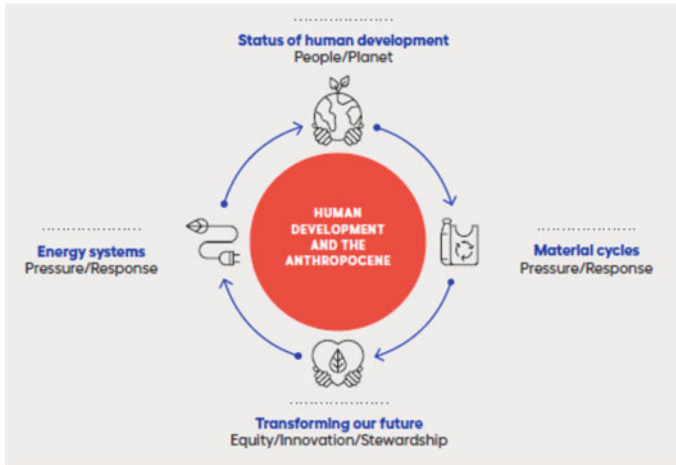 Status of human development
People/Planet
HUMAN
DEVELOPMENT
AND THE
ANTHROPOCENE
Energy systems
Pressure/Response
Material cycles
Pressure/Response
Transforming our future
Equity/Innovation/Stewardship